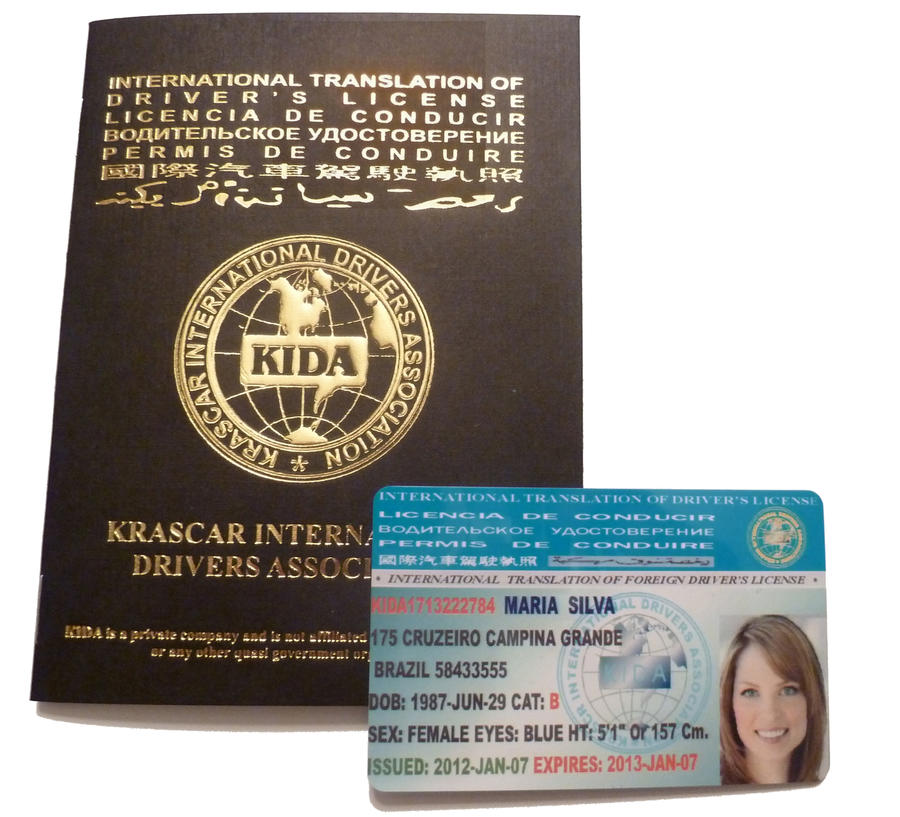 INTERNATIONAL TRANSLATION OF
DRIVER'S LICENSE
LICENCIA DE CONDUCIR
ВОДИТЕЛЬСКОЕ УДОСТОВЕРЕНИЕ
PERMIS DE CONDUIRE
國際汽車駕駛執照
KRASCAR INTERNATIONAL DRIVERS ASSOCIATION *
KIDA
KRASCAR INTERNA
DRIVERS ASSOC
KIDA is a private company and is not affiliated
or any other quasi government
INTERNATIONAL TRANSLATION OF DRIVER'S LICENSE
LICENCIA DE CONDUCIR
ВОДИТЕЛЬСКОЕ УДОСТОВЕРЕНИЕ
PERMIS DE CONDUIRE
國際汽車駕駛執照
• INTERNATIONAL TRANSLATION OF FOREIGN DRIVER'S LICENSE •
KIDA1713222784 MARIA SILVA
175 CRUZEIRO CAMPINA GRANDE
BRAZIL 58433555
DOB: 1987-JUN-29 CAT: B
SEX: FEMALE EYES: BLUE HT: 5'1" Or 157 Cm.
ISSUED: 2012-JAN-07 EXPIRES: 2013-JAN-07